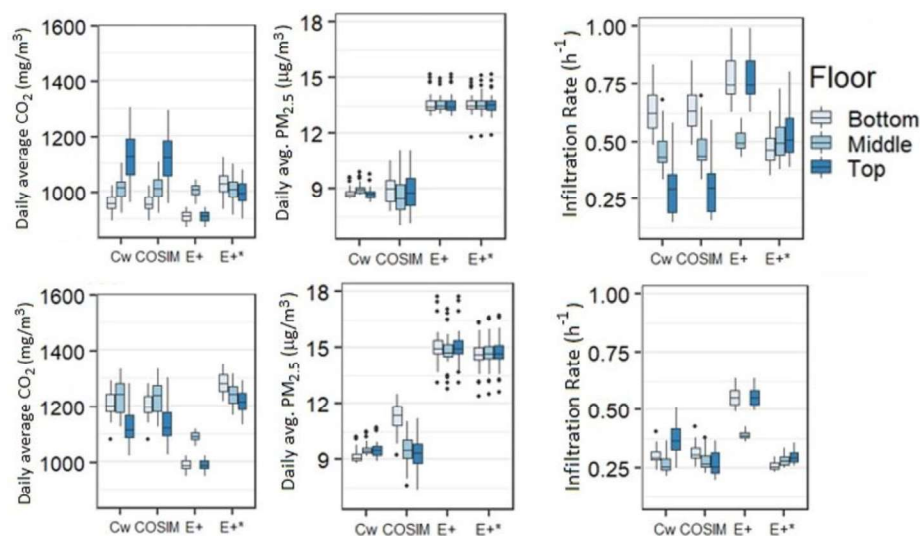 Daily average CO₂ (mg/m³)
1600
1400
1200
1000
Cw COSIM E+ E+*
Daily avg. PM₂.₅ (µg/m³)
18
15
12
9
Cw COSIM E+ E+*
Infiltration Rate (h⁻¹)
1.00
0.75
0.50
0.25
Cw COSIM E+ E+*
Floor
Bottom
Middle
Top
Daily average CO₂ (mg/m³)
1600
1400
1200
1000
Cw COSIM E+ E+*
Daily avg. PM₂.₅ (µg/m³)
18
15
12
9
Cw COSIM E+ E+*
Infiltration Rate (h⁻¹)
1.00
0.75
0.50
0.25
Cw COSIM E+ E+*